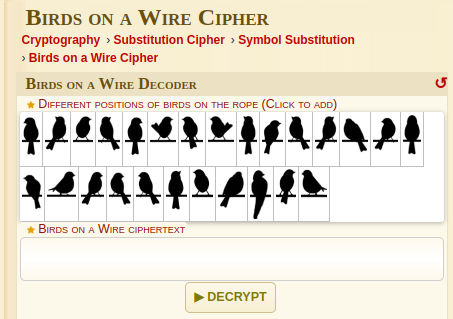 Birds on a Wire Cipher
Cryptography › Substitution Cipher › Symbol Substitution
› Birds on a Wire Cipher
Birds on a Wire Decoder
↺
★ Different positions of birds on the rope (Click to add)
★ Birds on a Wire ciphertext
▶ DECRYPT